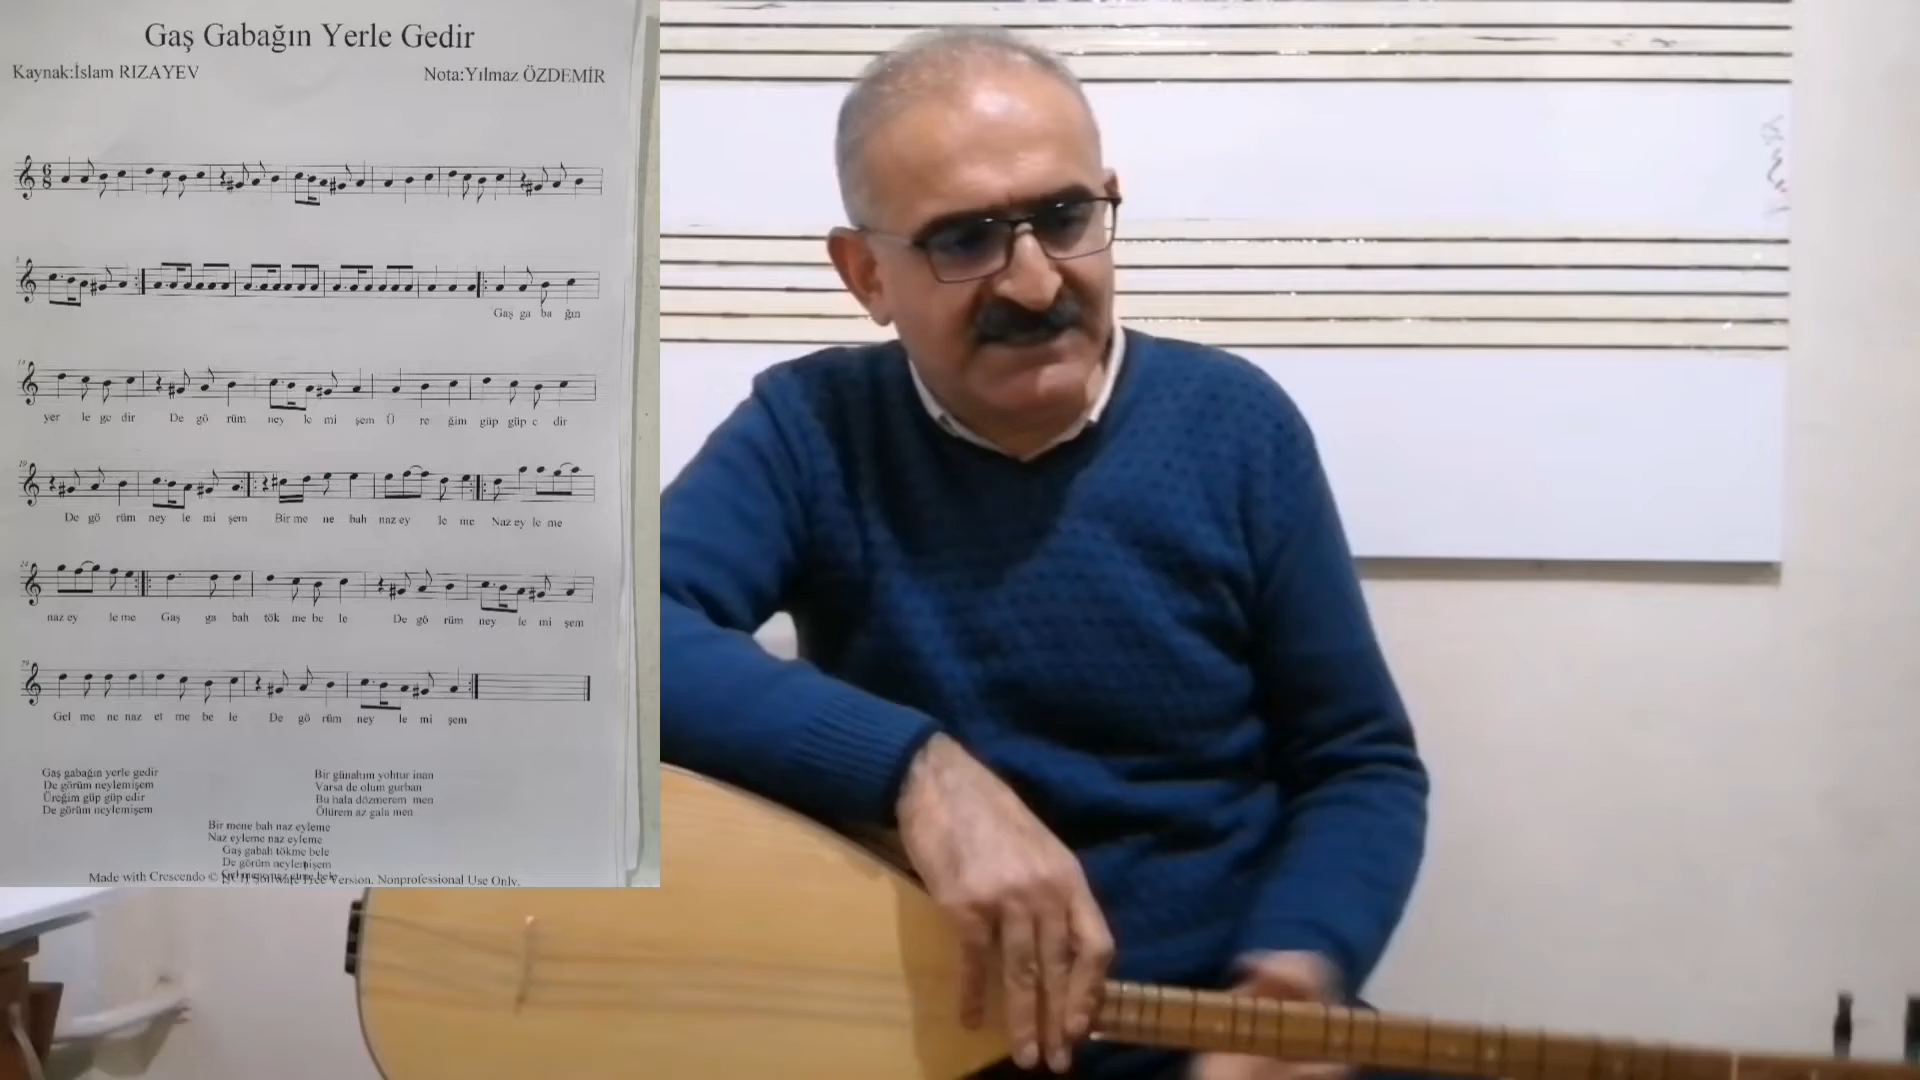 Gaş Gabağın Yerle Gedir
Kaynak:İslam RIZAYEV
Nota:Yılmaz ÖZDEMİR
6
8
Gaş ga ba ğın
yer le ge dir De gö rüm ney le mi şem Ü re ğim güp güp e dir
De gö rüm ney le mi şem Bir me ne bah naz ey le me Naz ey le me
naz ey le me Gaş ga bah tök me be le De gö rüm ney le mi şem
Gel me ne naz et me be le De gö rüm ney le mi şem
Gaş gabağın yerle gedir
De görüm neylemişem
Üreğim güp güp edir
De görüm neylemişem
Bir günahım yohtur inan
Varsa de olum gurban
Bu hala dözmerem men
Ölürem az gala men
Bir mene bah naz eyleme
Naz eyleme naz eyleme
Gaş gabah tökme bele
De görüm neylemişem
Made with Crescendo © Software Free Version. Nonprofessional Use Only.